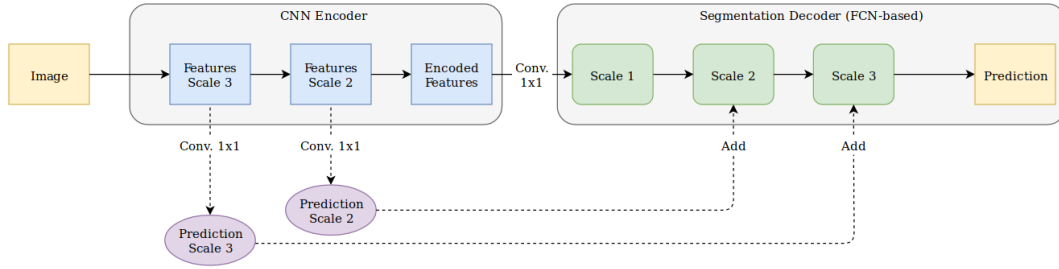 CNN Encoder
Segmentation Decoder (FCN-based)
Image
Features
Scale 3
Features
Scale 2
Encoded
Features
Conv.
1x1
Scale 1
Scale 2
Scale 3
Prediction
Conv. 1x1
Conv. 1x1
Add
Add
Prediction
Scale 2
Prediction
Scale 3